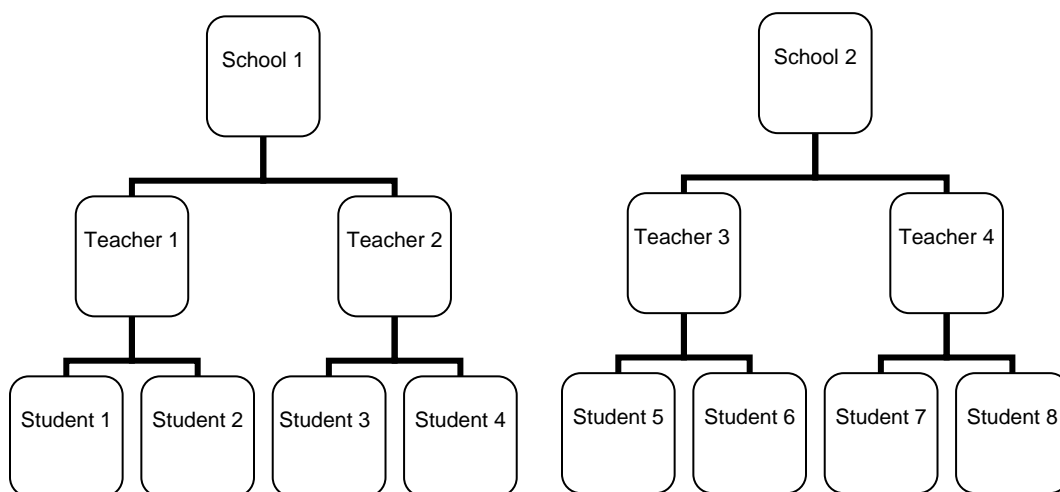 School 1
School 2
Teacher 1
Teacher 2
Teacher 3
Teacher 4
Student 1
Student 2
Student 3
Student 4
Student 5
Student 6
Student 7
Student 8